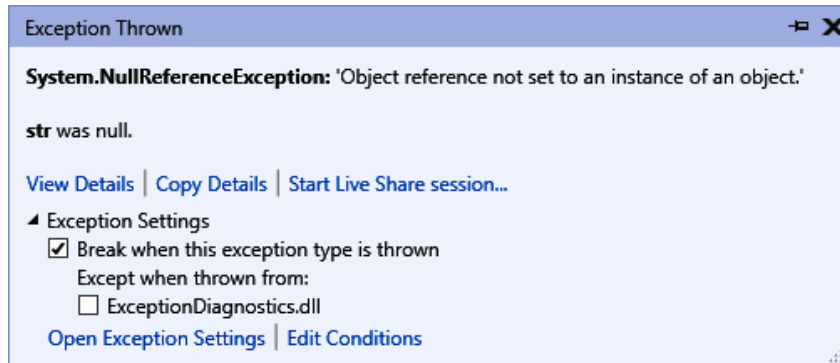 Exception Thrown
System.NullReferenceException: 'Object reference not set to an instance of an object.'
str was null.
View Details | Copy Details | Start Live Share session...
Exception Settings
Break when this exception type is thrown
Except when thrown from:
ExceptionDiagnostics.dll
Open Exception Settings | Edit Conditions